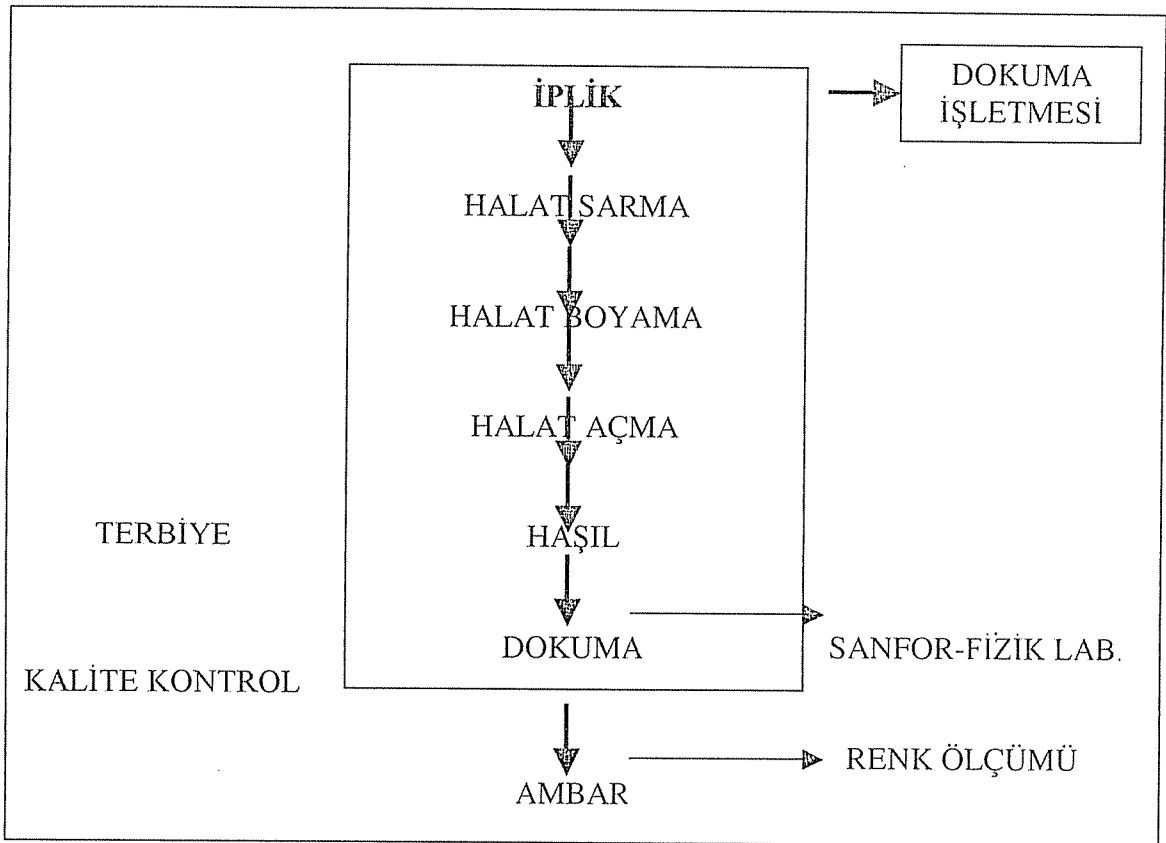 İPLİK
DOKUMA
İŞLETMESİ
HALAT SARMA
HALAT BOYAMA
HALAT AÇMA
TERBİYE
HAŞIL
DOKUMA
SANFOR-FİZİK LAB.
KALİTE KONTROL
RENK ÖLÇÜMÜ
AMBAR